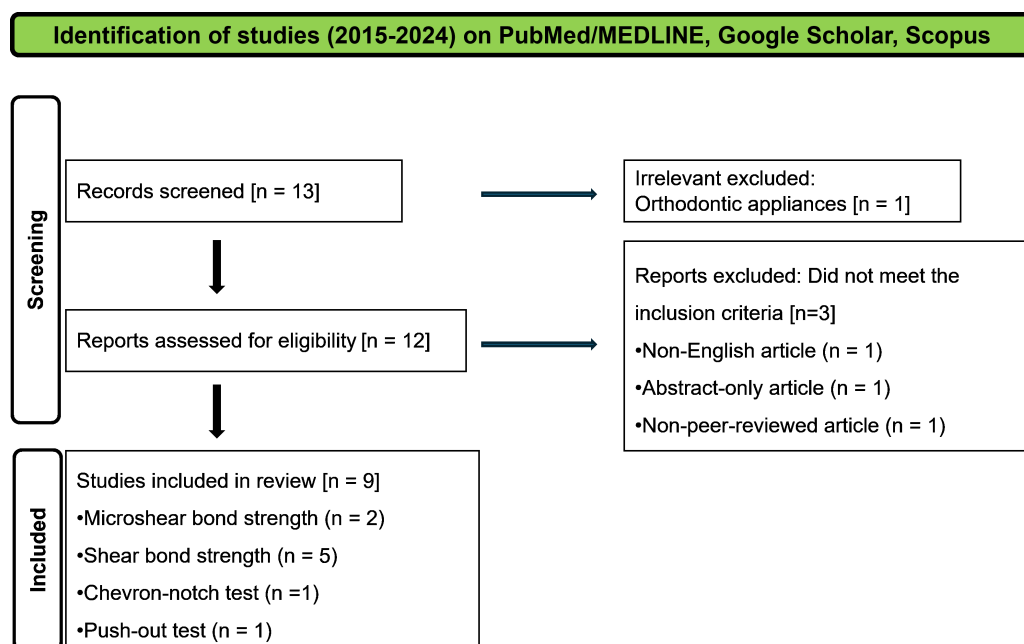 Identification of studies (2015-2024) on PubMed/MEDLINE, Google Scholar, Scopus
Screening
Records screened [n = 13]
Irrelevant excluded:
Orthodontic appliances [n = 1]
Reports assessed for eligibility [n = 12]
Reports excluded: Did not meet the
inclusion criteria [n=3]
•Non-English article (n = 1)
•Abstract-only article (n = 1)
•Non-peer-reviewed article (n = 1)
Included
Studies included in review [n = 9]
•Microshear bond strength (n = 2)
•Shear bond strength (n = 5)
•Chevron-notch test (n =1)
•Push-out test (n = 1)